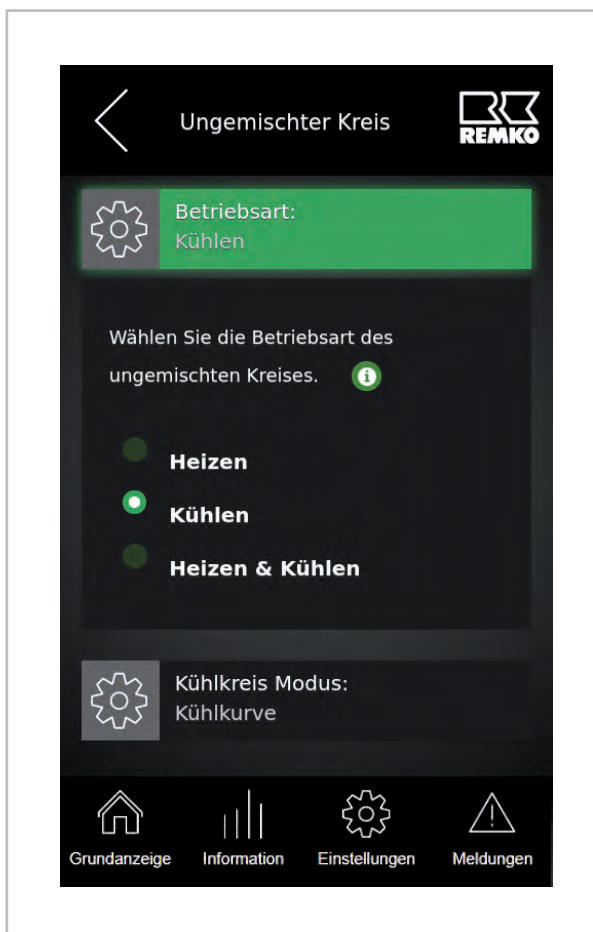 Ungemischter Kreis
REMKO
Betriebsart:
Kühlen
Wählen Sie die Betriebsart des
ungemischten Kreises.
Heizen
Kühlen
Heizen & Kühlen
Kühlkreis Modus:
Kühlkurve
Grundanzeige Information Einstellungen Meldungen